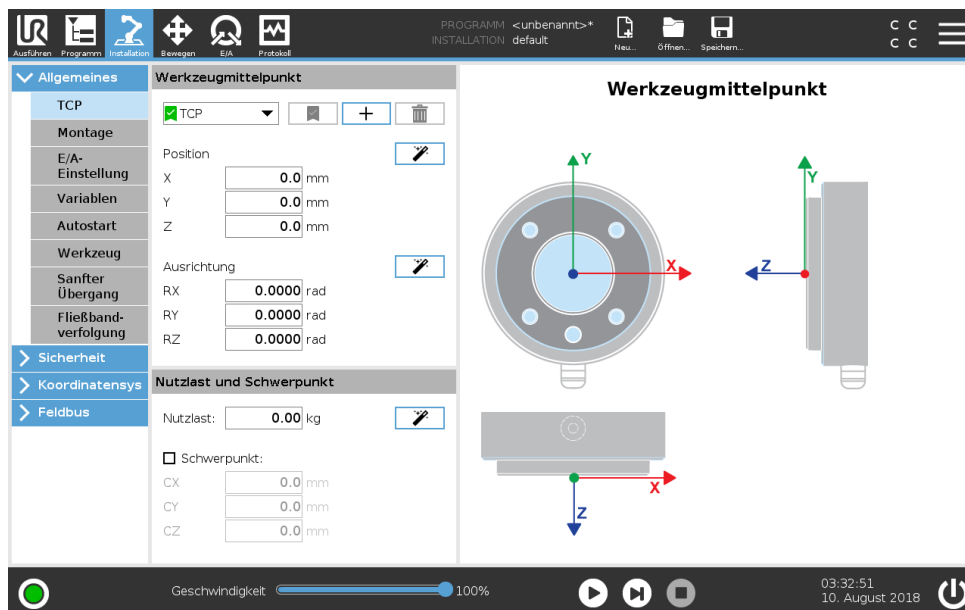 PROGRAMM <unbenannt>*
INSTALLATION default
UR
Ausführen Programm Installation Bewegen E/A Protokoll
Neu... Öffnen... Speichern...
C C
C C
Allgemeines
TCP
Montage
E/A-
Einstellung
Variablen
Autostart
Werkzeug
Sanfter
Übergang
Fließband-
verfolgung
Sicherheit
Koordinatensys
Feldbus
Werkzeugmittelpunkt
TCP
Position
X 0.0 mm
Y 0.0 mm
Z 0.0 mm
Ausrichtung
RX 0.0000 rad
RY 0.0000 rad
RZ 0.0000 rad
Nutzlast und Schwerpunkt
Nutzlast: 0.00 kg
Schwerpunkt:
CX 0.0 mm
CY 0.0 mm
CZ 0.0 mm
Werkzeugmittelpunkt
Y
X
Y
Z
X
Z
Geschwindigkeit 100%
03:32:51
10. August 2018